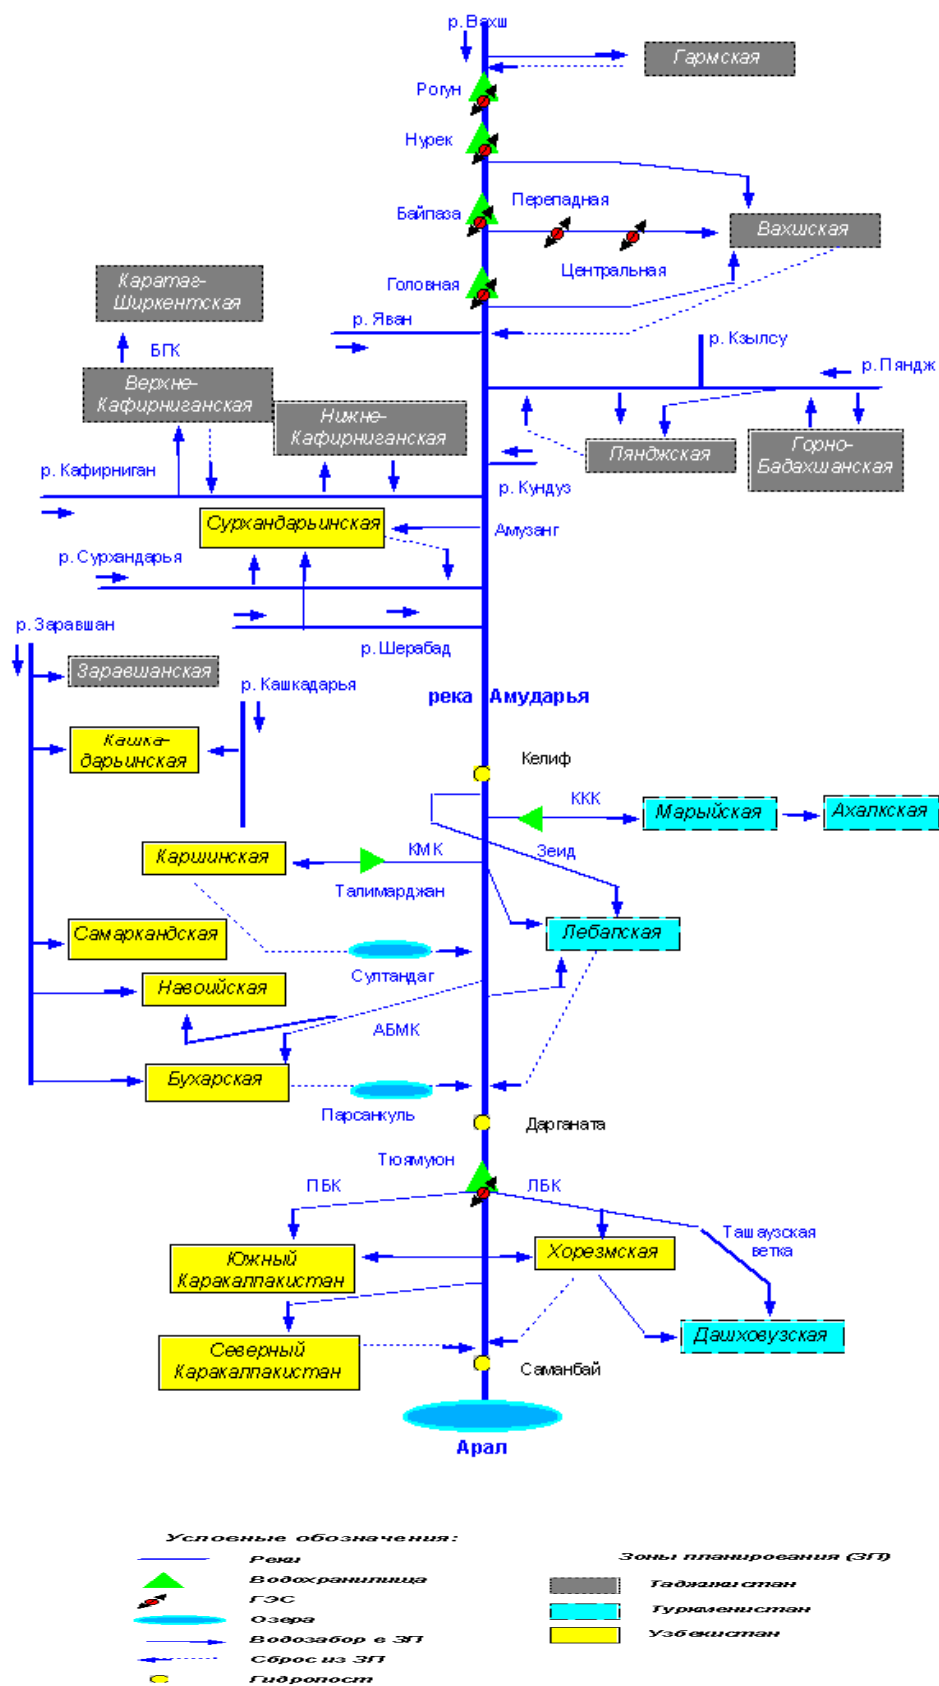 р. Вахш
Гармская
Рогун
Нурек
Перепадная
Байпаза
Вахшская
Центральная
Каратаг-
Ширкентская
Головная
р. Яван
р. Кзылсу
БГК
р. Пяндж
Верхне-
Кафирниганская
Нижне-
Кафирниганская
Пянджская
Горно-
Бадахшанская
р. Кафирниган
р. Кундуз
Сурхандарьинская
Амузанг
р. Сурхандарья
р. Заравшан
р. Шерабад
Заравшанская
р. Кашкадарья
река Амударья
Кашка-
дарьинская
Келиф
ККК
Марыйская
Ахалкская
Каршинская
КМК
Зеид
Талимарджан
Самаркандская
Лебапская
Султандаг
Навоийская
АБМК
Бухарская
Парсанкуль
Дарганата
Тюямуюн
ПБК
ЛБК
Ташаузская
ветка
Южный
Каракалпакистан
Хорезмская
Дашховузская
Северный
Каракалпакистан
Саманбай
Арал
Условные обозначения:
Реки
Зоны планирования (ЗП)
Водохранилища
Таджикистан
ГЭС
Туркменистан
Озера
Узбекистан
Водозабор в ЗП
Сброс из ЗП
Гидропост